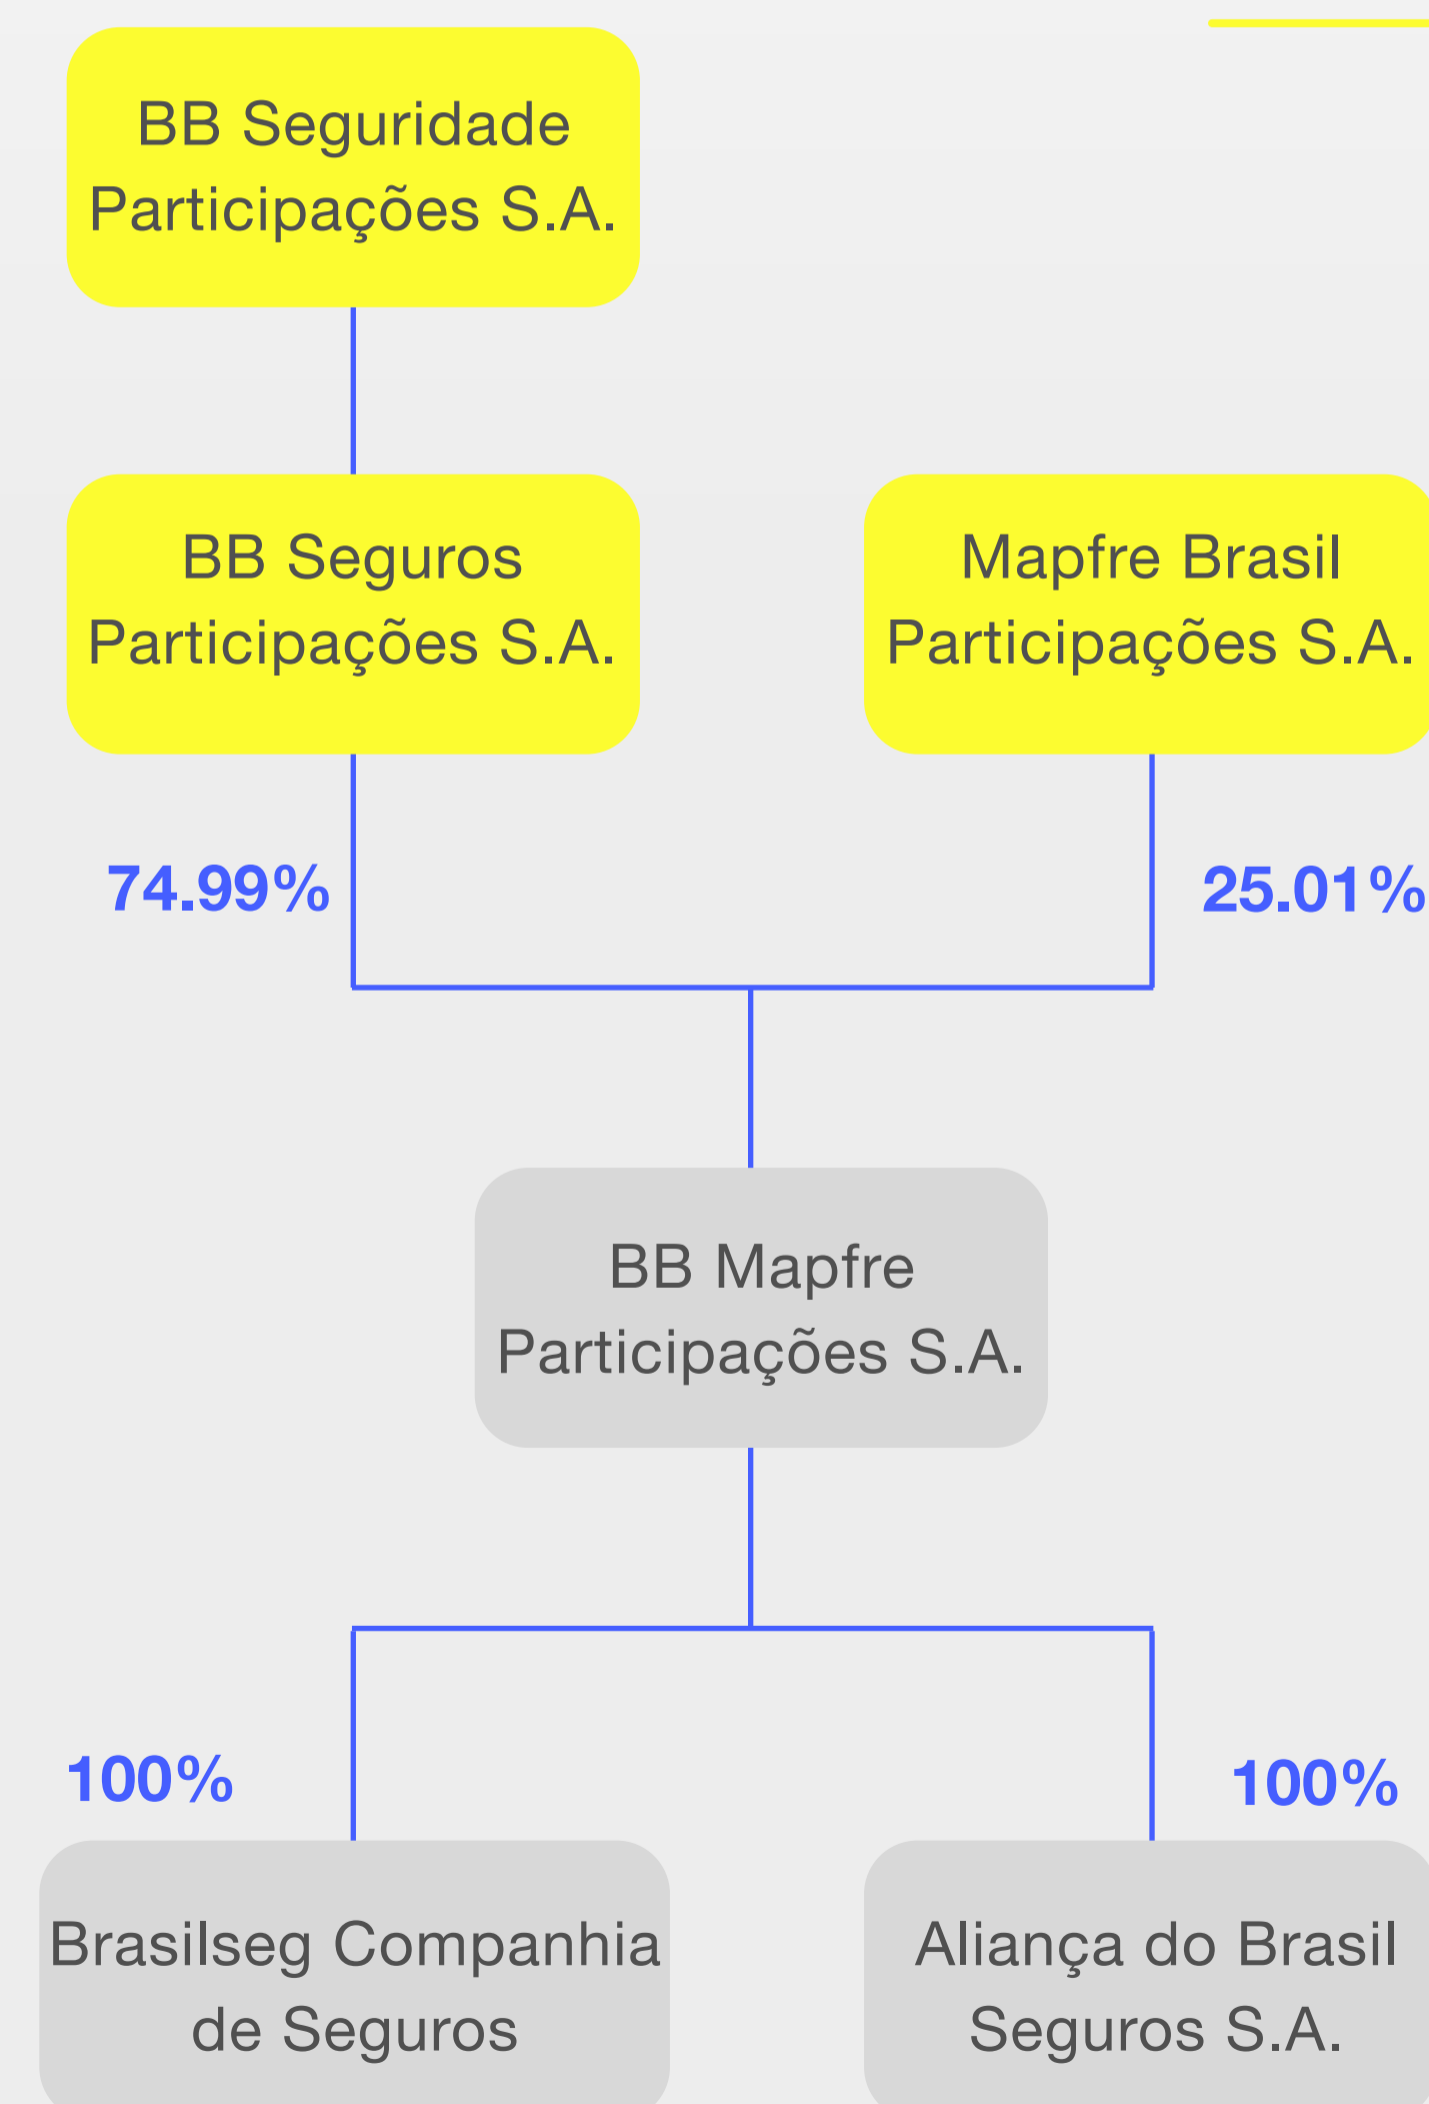 BB Seguridade
Participações S.A.
BB Seguros
Participações S.A.
Mapfre Brasil
Participações S.A.
74.99%
25.01%
BB Mapfre
Participações S.A.
100%
100%
Brasilseg Companhia
de Seguros
Aliança do Brasil
Seguros S.A.